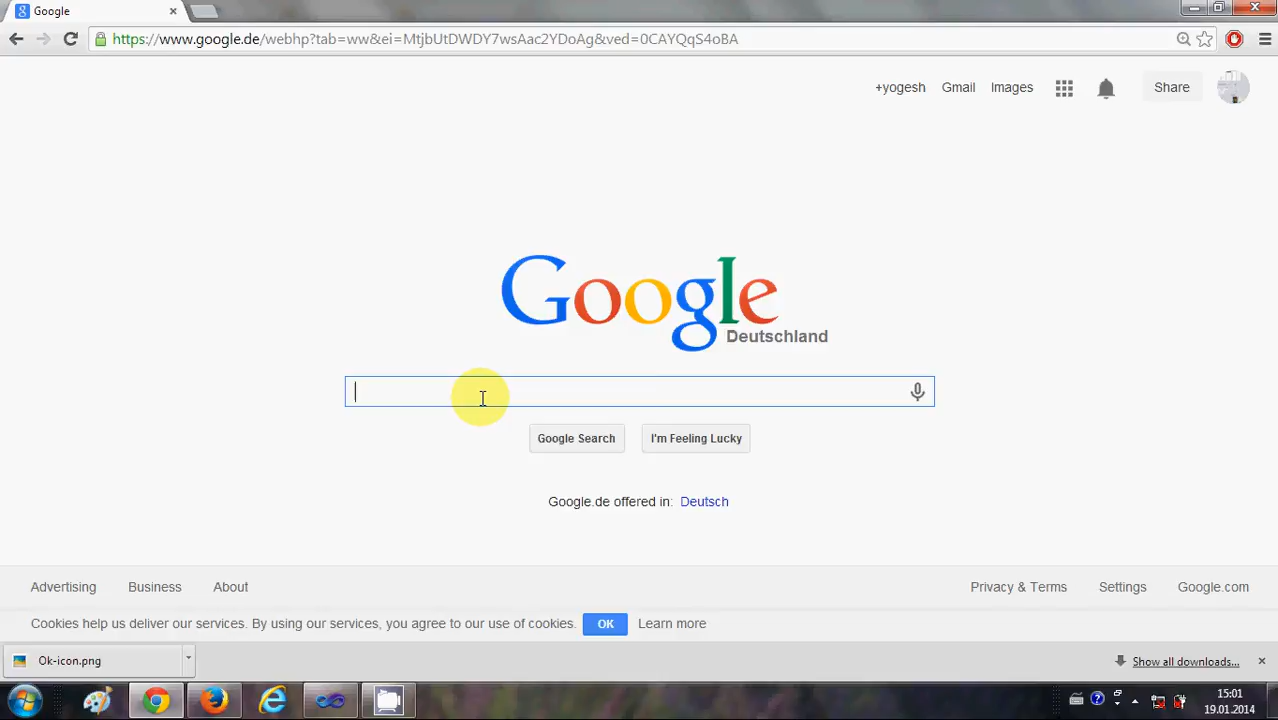 Google
https://www.google.de/webhp?tab=ww&ei=MtjbUtDWDY7wsAac2YDoAg&ved=0CAYQqS4oBA
+yogesh Gmail Images Share
Google
Deutschland
Google Search I'm Feeling Lucky
Google.de offered in: Deutsch
Advertising Business About Privacy & Terms Settings Google.com
Cookies help us deliver our services. By using our services, you agree to our use of cookies. OK Learn more
Ok-icon.png Show all downloads...
15:01
19.01.2014